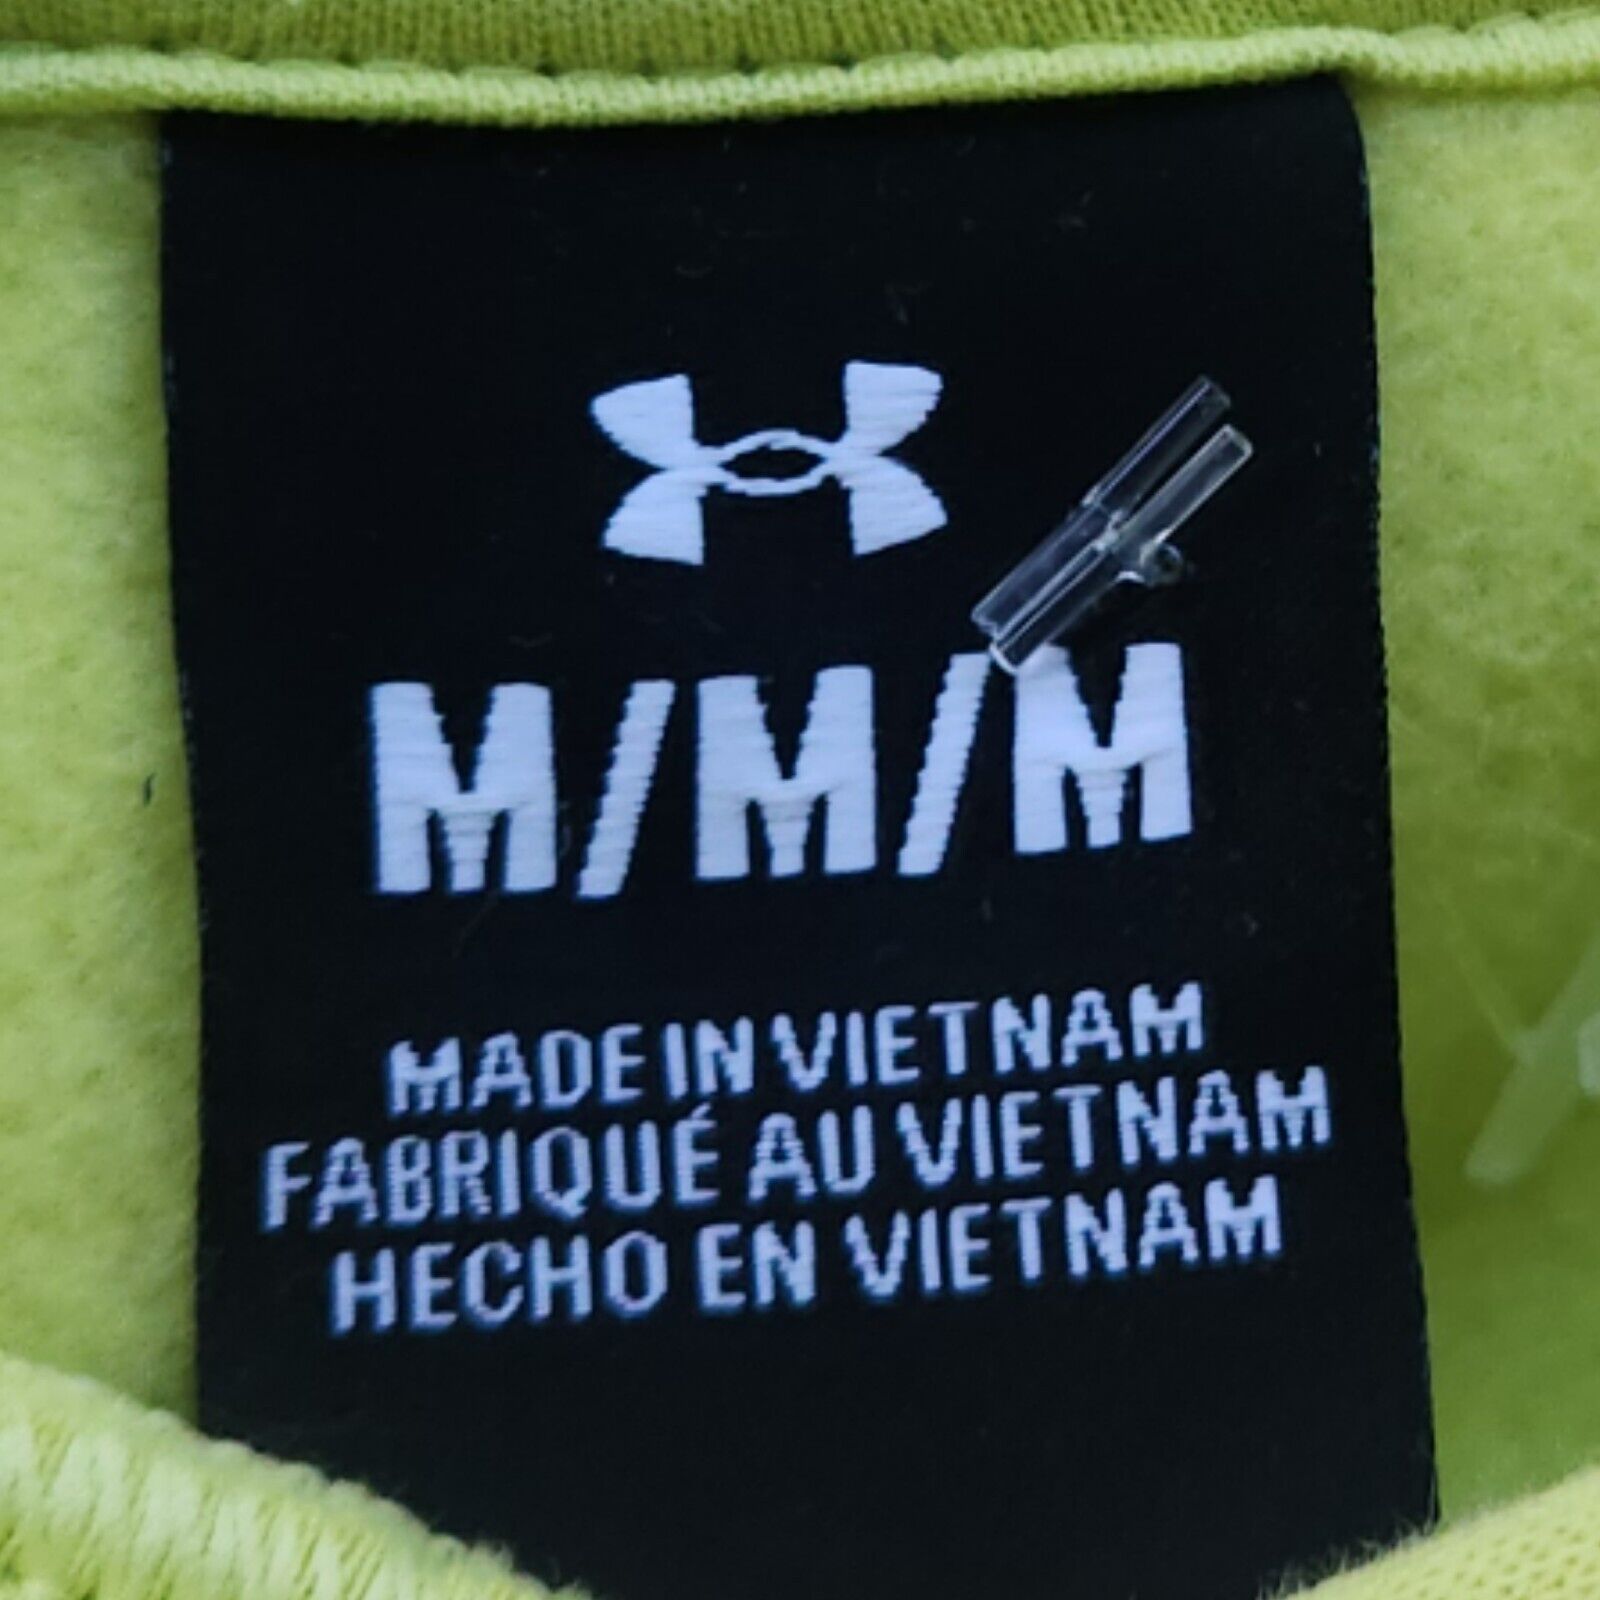 M/M/M
MADE IN VIETNAM
FABRIQUÉ AU VIETNAM
HECHO EN VIETNAM